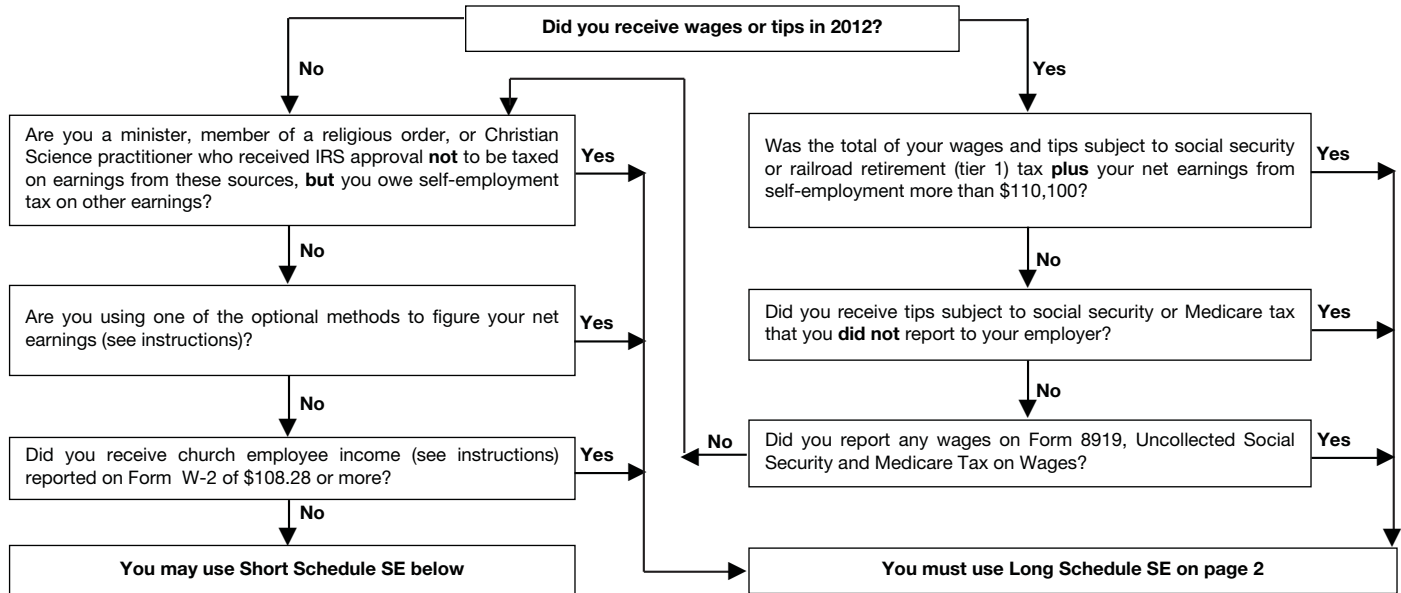 Did you receive wages or tips in 2012?
No
Yes
Are you a minister, member of a religious order, or Christian
Science practitioner who received IRS approval not to be taxed
on earnings from these sources, but you owe self-employment
tax on other earnings?
Yes
Was the total of your wages and tips subject to social security
or railroad retirement (tier 1) tax plus your net earnings from
self-employment more than $110,100?
Yes
No
No
Are you using one of the optional methods to figure your net
earnings (see instructions)?
Yes
Did you receive tips subject to social security or Medicare tax
that you did not report to your employer?
Yes
No
No
Did you receive church employee income (see instructions)
reported on Form W-2 of $108.28 or more?
Yes
No
Did you report any wages on Form 8919, Uncollected Social
Security and Medicare Tax on Wages?
Yes
No
You may use Short Schedule SE below
You must use Long Schedule SE on page 2